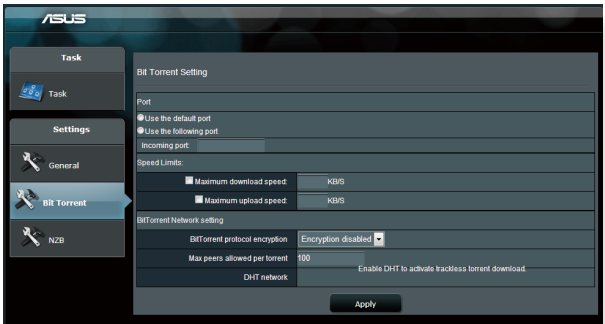 ASUS
Task
Task
Settings
General
Bit Torrent
NZB
Bit Torrent Setting
Port
Use the default port
Use the following port
Incoming port:
Speed Limits:
Maximum download speed: KB/S
Maximum upload speed: KB/S
BitTorrent Network setting
BitTorrent protocol encryption Encryption disabled
Max peers allowed per torrent 100
DHT network Enable DHT to activate trackless torrent download.
Apply